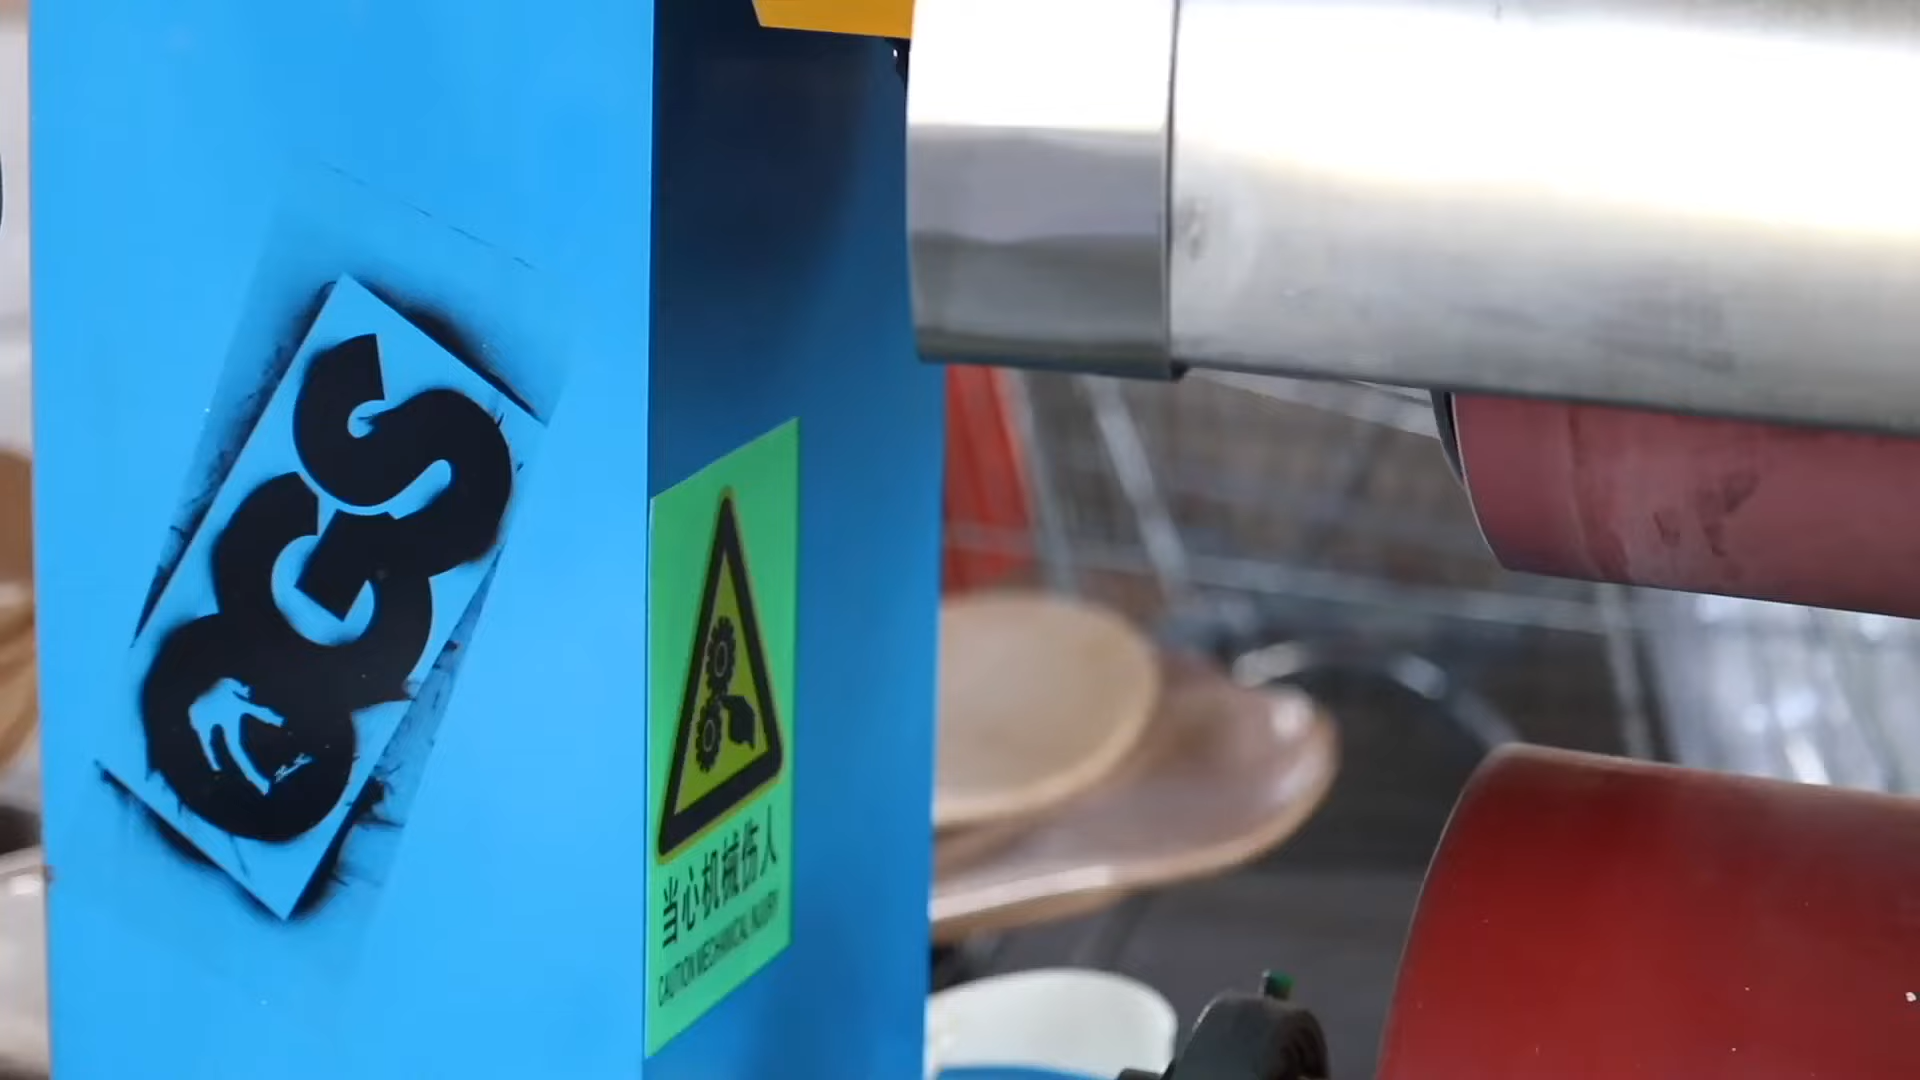 OGS
当心机械伤人
CAUTION MECHANICAL INJURY